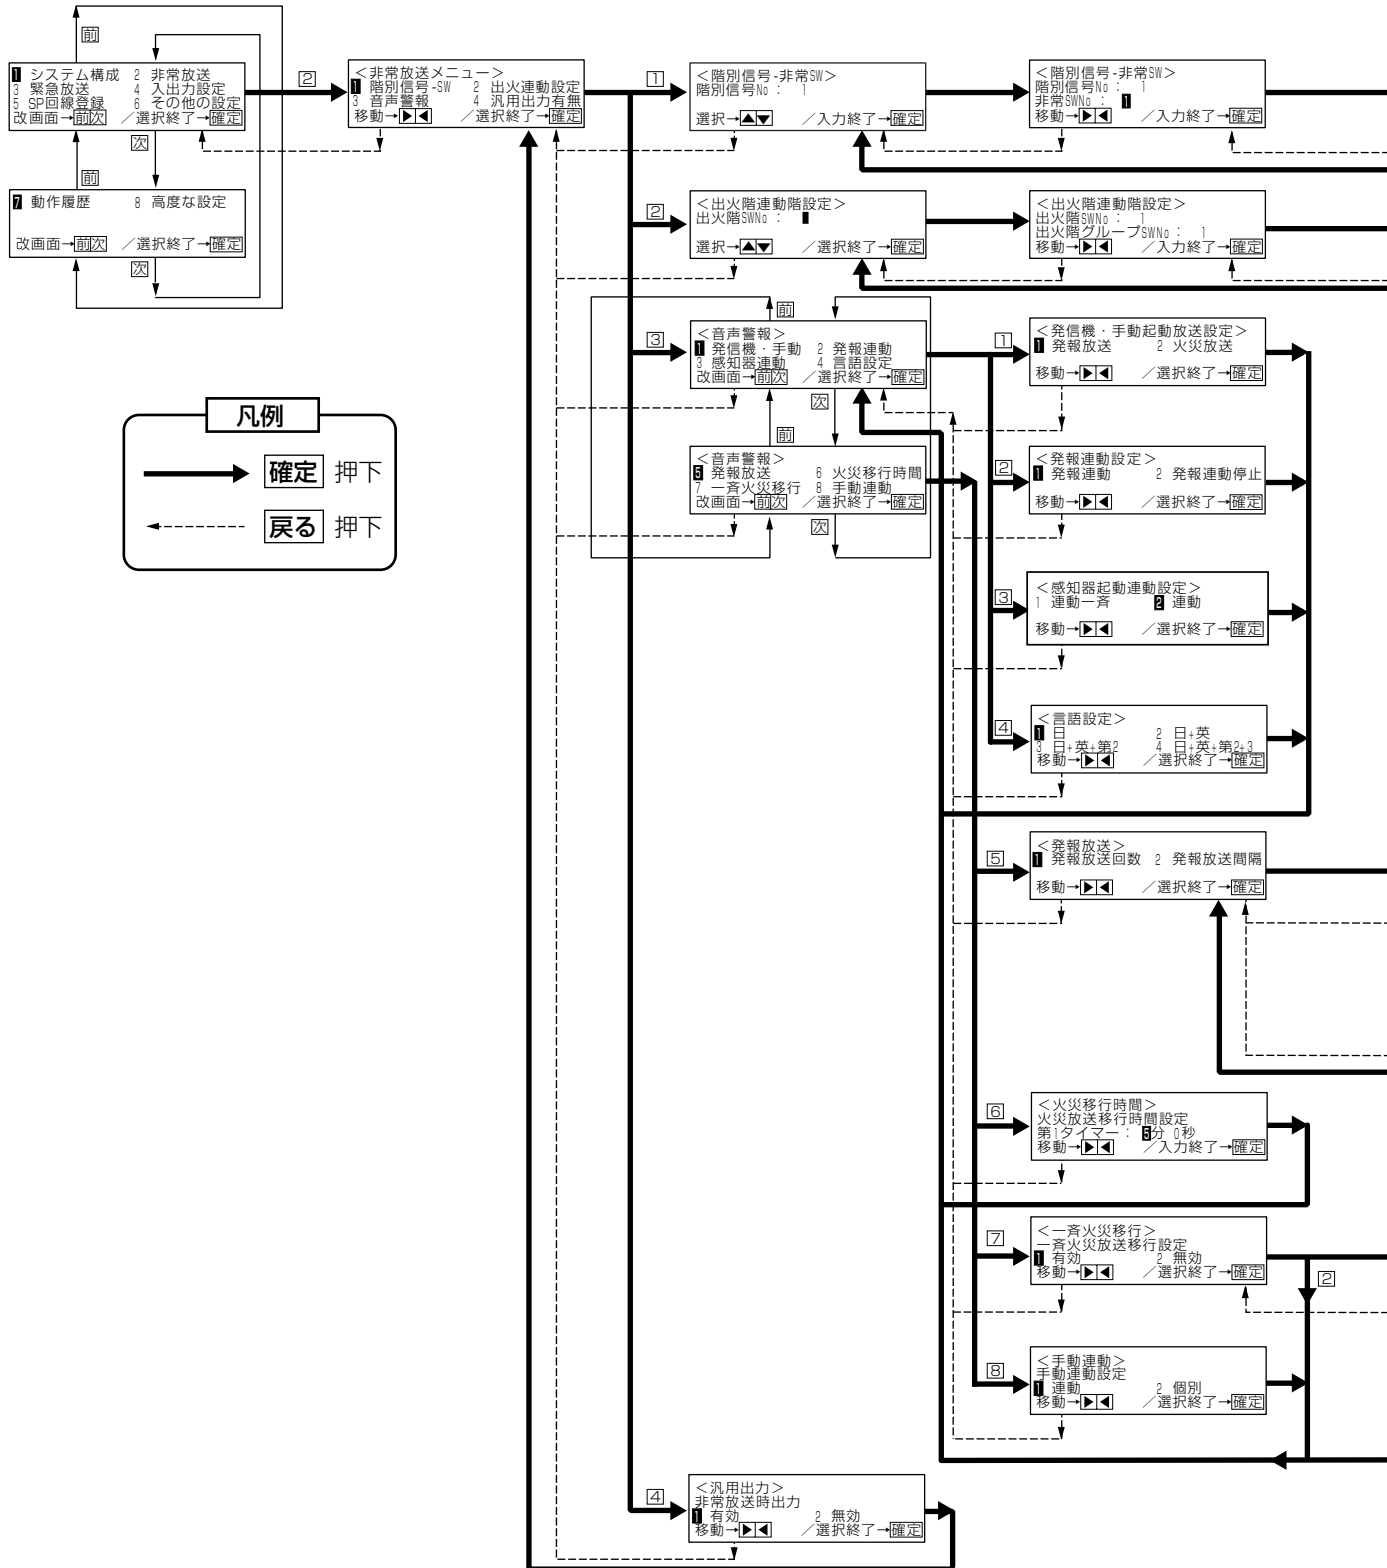 前
1 システム構成 2 非常放送
3 緊急放送 4 入出力設定
5 SP回線登録 6 その他の設定
改画面→前次 /選択終了→確定
次
前
7 動作履歴 8 高度な設定
改画面→前次 /選択終了→確定
次
凡例
確定 押下
戻る 押下
2
<非常放送メニュー>
1 階別信号-SW 2 出火連動設定
3 音声警報 4 汎用出力有無
移動→▶◀ /選択終了→確定
1
<階別信号-非常SW>
階別信号No: 1
選択→▲▼ /入力終了→確定
<階別信号-非常SW>
階別信号No: 1
非常SWNo: 1
移動→▶◀ /入力終了→確定
2
<出火階連動階設定>
出火階SWNo:
選択→▲▼ /選択終了→確定
<出火階連動階設定>
出火階SWNo: 1
出火階グループSWNo: 1
移動→▶◀ /入力終了→確定
3
前
<音声警報>
1 発信機・手動 2 発報連動
3 感知器連動 4 言語設定
改画面→前次 /選択終了→確定
次
前
<音声警報>
5 発報放送 6 火災移行時間
7 一斉火災移行 8 手動連動
改画面→前次 /選択終了→確定
次
1
<発信機・手動起動放送設定>
1 発報放送 2 火災放送
移動→▶◀ /選択終了→確定
2
<発報連動設定>
1 発報連動 2 発報連動停止
移動→▶◀ /選択終了→確定
3
<感知器起動連動設定>
1 連動一斉 2 連動
移動→▶◀ /選択終了→確定
4
<言語設定>
1 日 2 日+英
3 日+英+第2 4 日+英+第2+3
移動→▶◀ /選択終了→確定
5
<発報放送>
1 発報放送回数 2 発報放送間隔
移動→▶◀ /選択終了→確定
6
<火災移行時間>
火災放送移行時間設定
第1タイマー: 5分 0秒
移動→▶◀ /入力終了→確定
7
<一斉火災移行>
一斉火災放送移行設定
1 有効 2 無効
移動→▶◀ /選択終了→確定
2
8
<手動連動>
手動連動設定
1 連動 2 個別
移動→▶◀ /選択終了→確定
4
<汎用出力>
非常放送時出力
1 有効 2 無効
移動→▶◀ /選択終了→確定